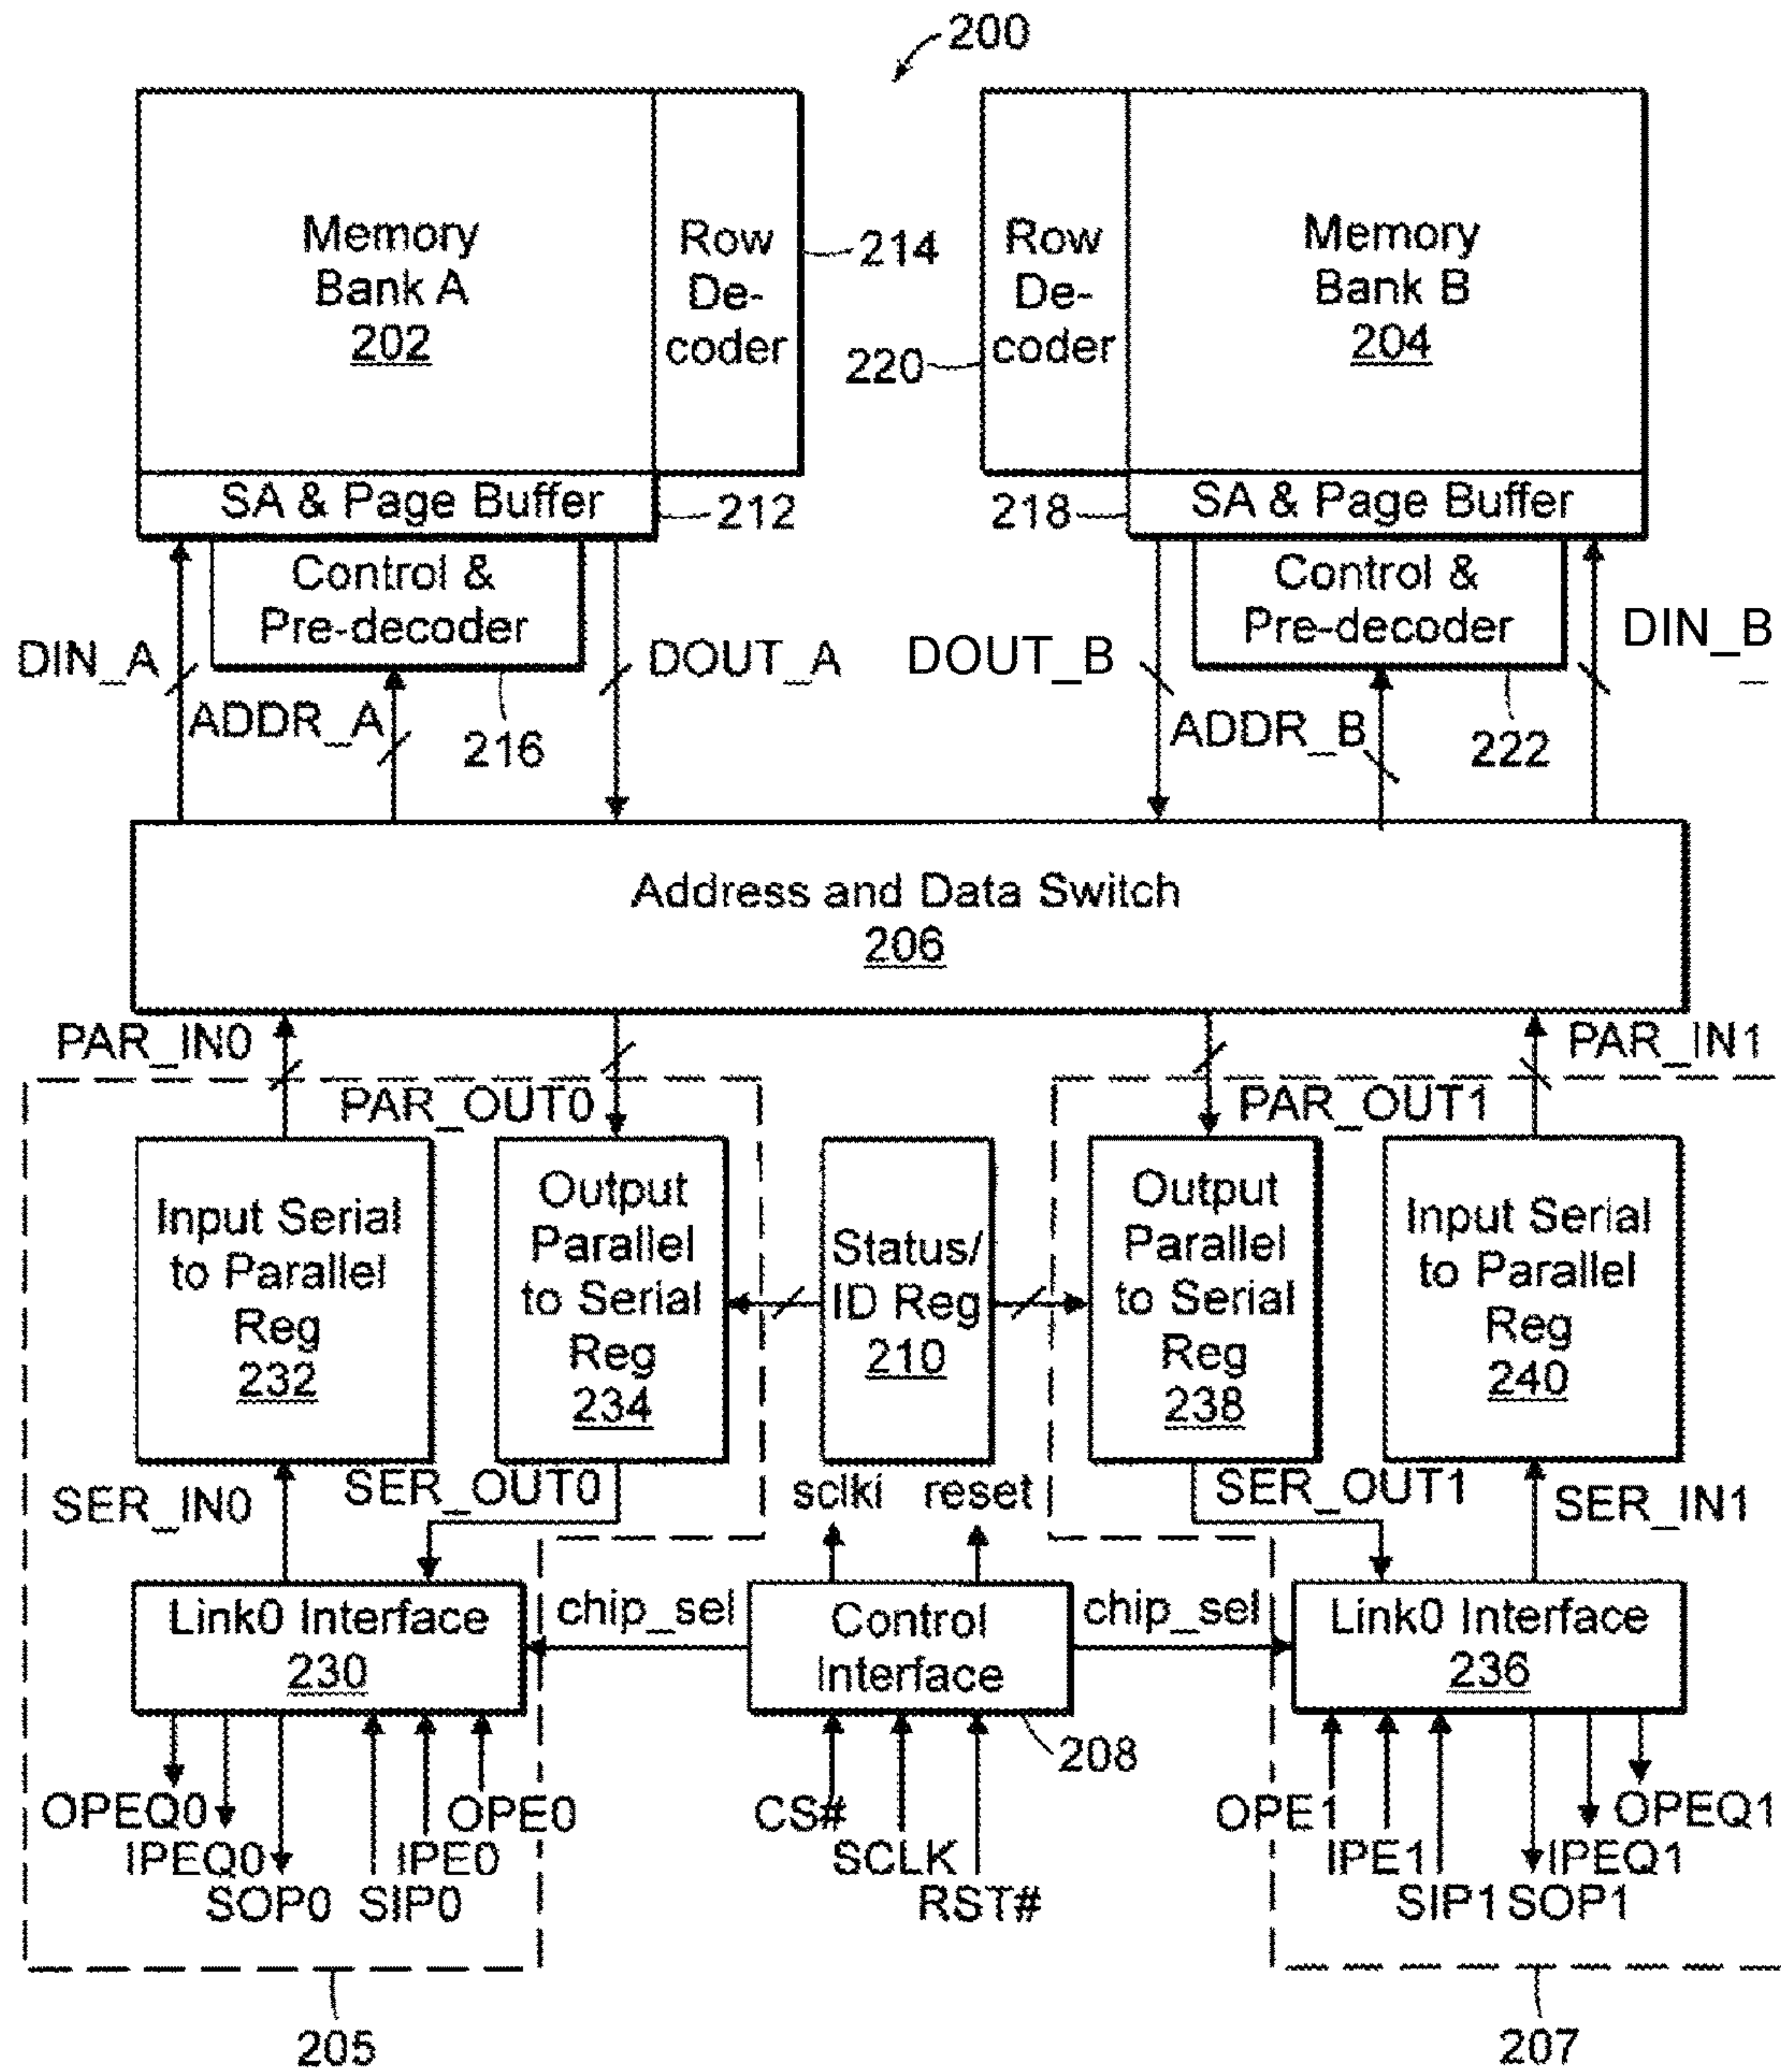 200
Memory
Bank A
202
Row
De-
coder
214
220
Row
De-
coder
Memory
Bank B
204
SA & Page Buffer
212
218
SA & Page Buffer
Control &
Pre-decoder
Control &
Pre-decoder
DIN_A
ADDR_A
216
DOUT_A
DOUT_B
ADDR_B
222
DIN_B
Address and Data Switch
206
PAR_IN0
PAR_OUT0
PAR_OUT1
PAR_IN1
Input Serial
to Parallel
Reg
232
Output
Parallel
to Serial
Reg
234
Status/
ID Reg
210
Output
Parallel
to Serial
Reg
238
Input Serial
to Parallel
Reg
240
SER_IN0
SER_OUT0
sclki
reset
SER_OUT1
SER_IN1
Link0 Interface
230
chip_sel
Control
Interface
chip_sel
Link0 Interface
236
208
OPEQ0
IPEQ0
SOP0
SIP0
IPE0
OPE0
CS#
SCLK
RST#
OPE1
IPE1
SIP1
SOP1
IPEQ1
OPEQ1
205
207